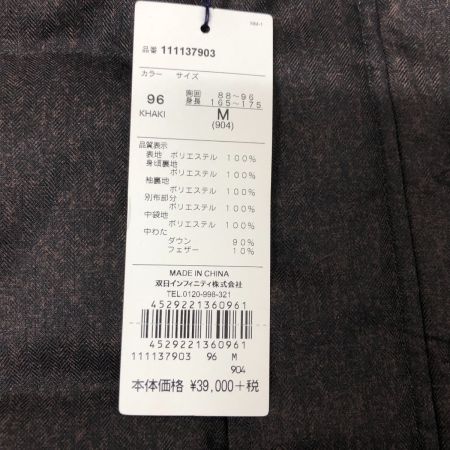 品番 111137903
カラー サイズ
96 胸囲 88~96
身長 165~175
KHAKI M
(904)
品質表示
表地 ポリエステル 100%
身頃裏地
ポリエステル 100%
袖裏地
ポリエステル 100%
別布部分
ポリエステル 100%
中袋地
ポリエステル 100%
中わた
ダウン 90%
フェザー 10%
MADE IN CHINA
双日インフィニティ株式会社
TEL.0120-998-321
4529221360961
4529221360961
111137903 96 M
904
本体価格 ¥39,000+税